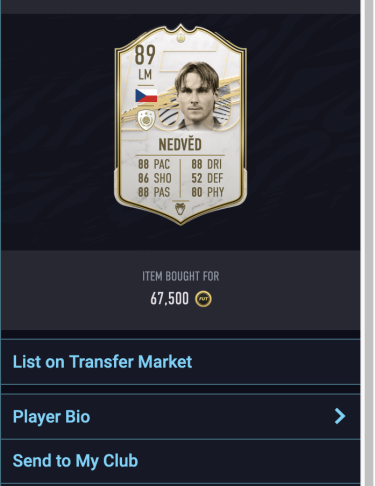 89
LM
NEDVĚD
88 PAC 88 DRI
86 SHO 52 DEF
88 PAS 80 PHY
ITEM BOUGHT FOR
67,500 FUT
List on Transfer Market
Player Bio
Send to My Club